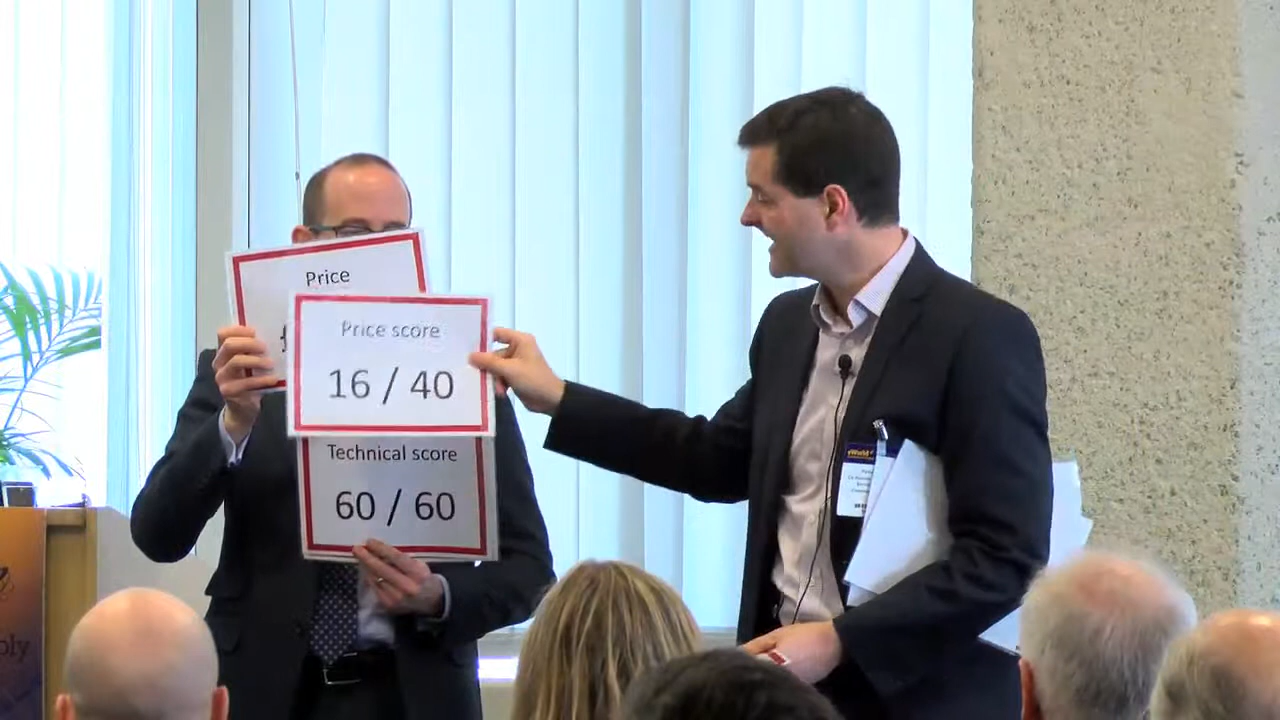 Price
£
Price score
16 / 40
Technical score
60 / 60